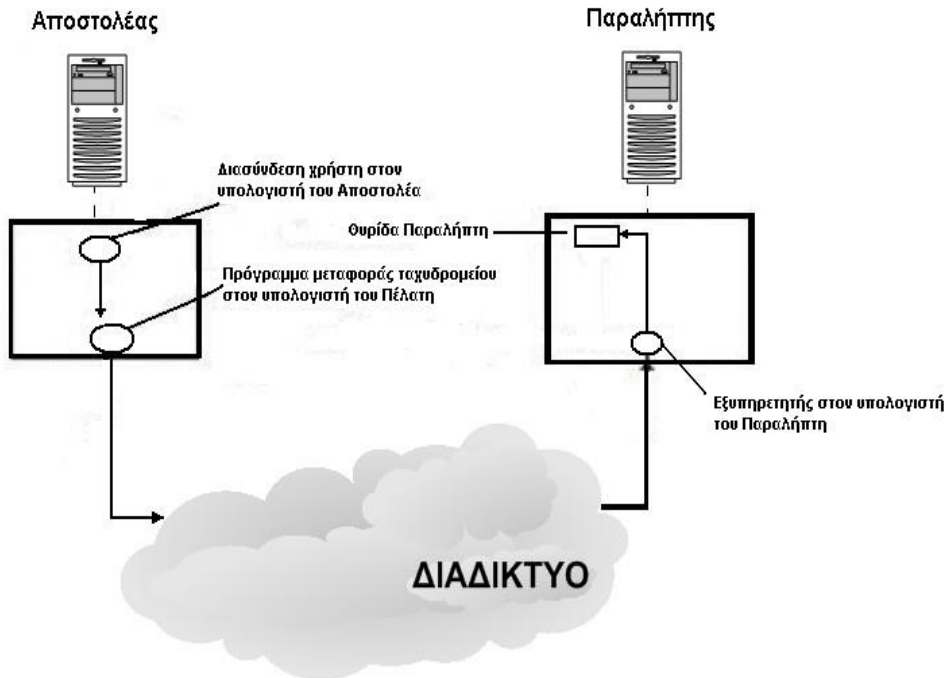 Αποστολέας
Παραλήπτης
Διασύνδεση χρήστη στον
υπολογιστή του Αποστολέα
Θυρίδα Παραλήπτη
Πρόγραμμα μεταφοράς ταχυδρομείου
στον υπολογιστή του Πέλατη
Εξυπηρετητής στον υπολογιστή
του Παραλήπτη
ΔΙΑΔΙΚΤΥΟ